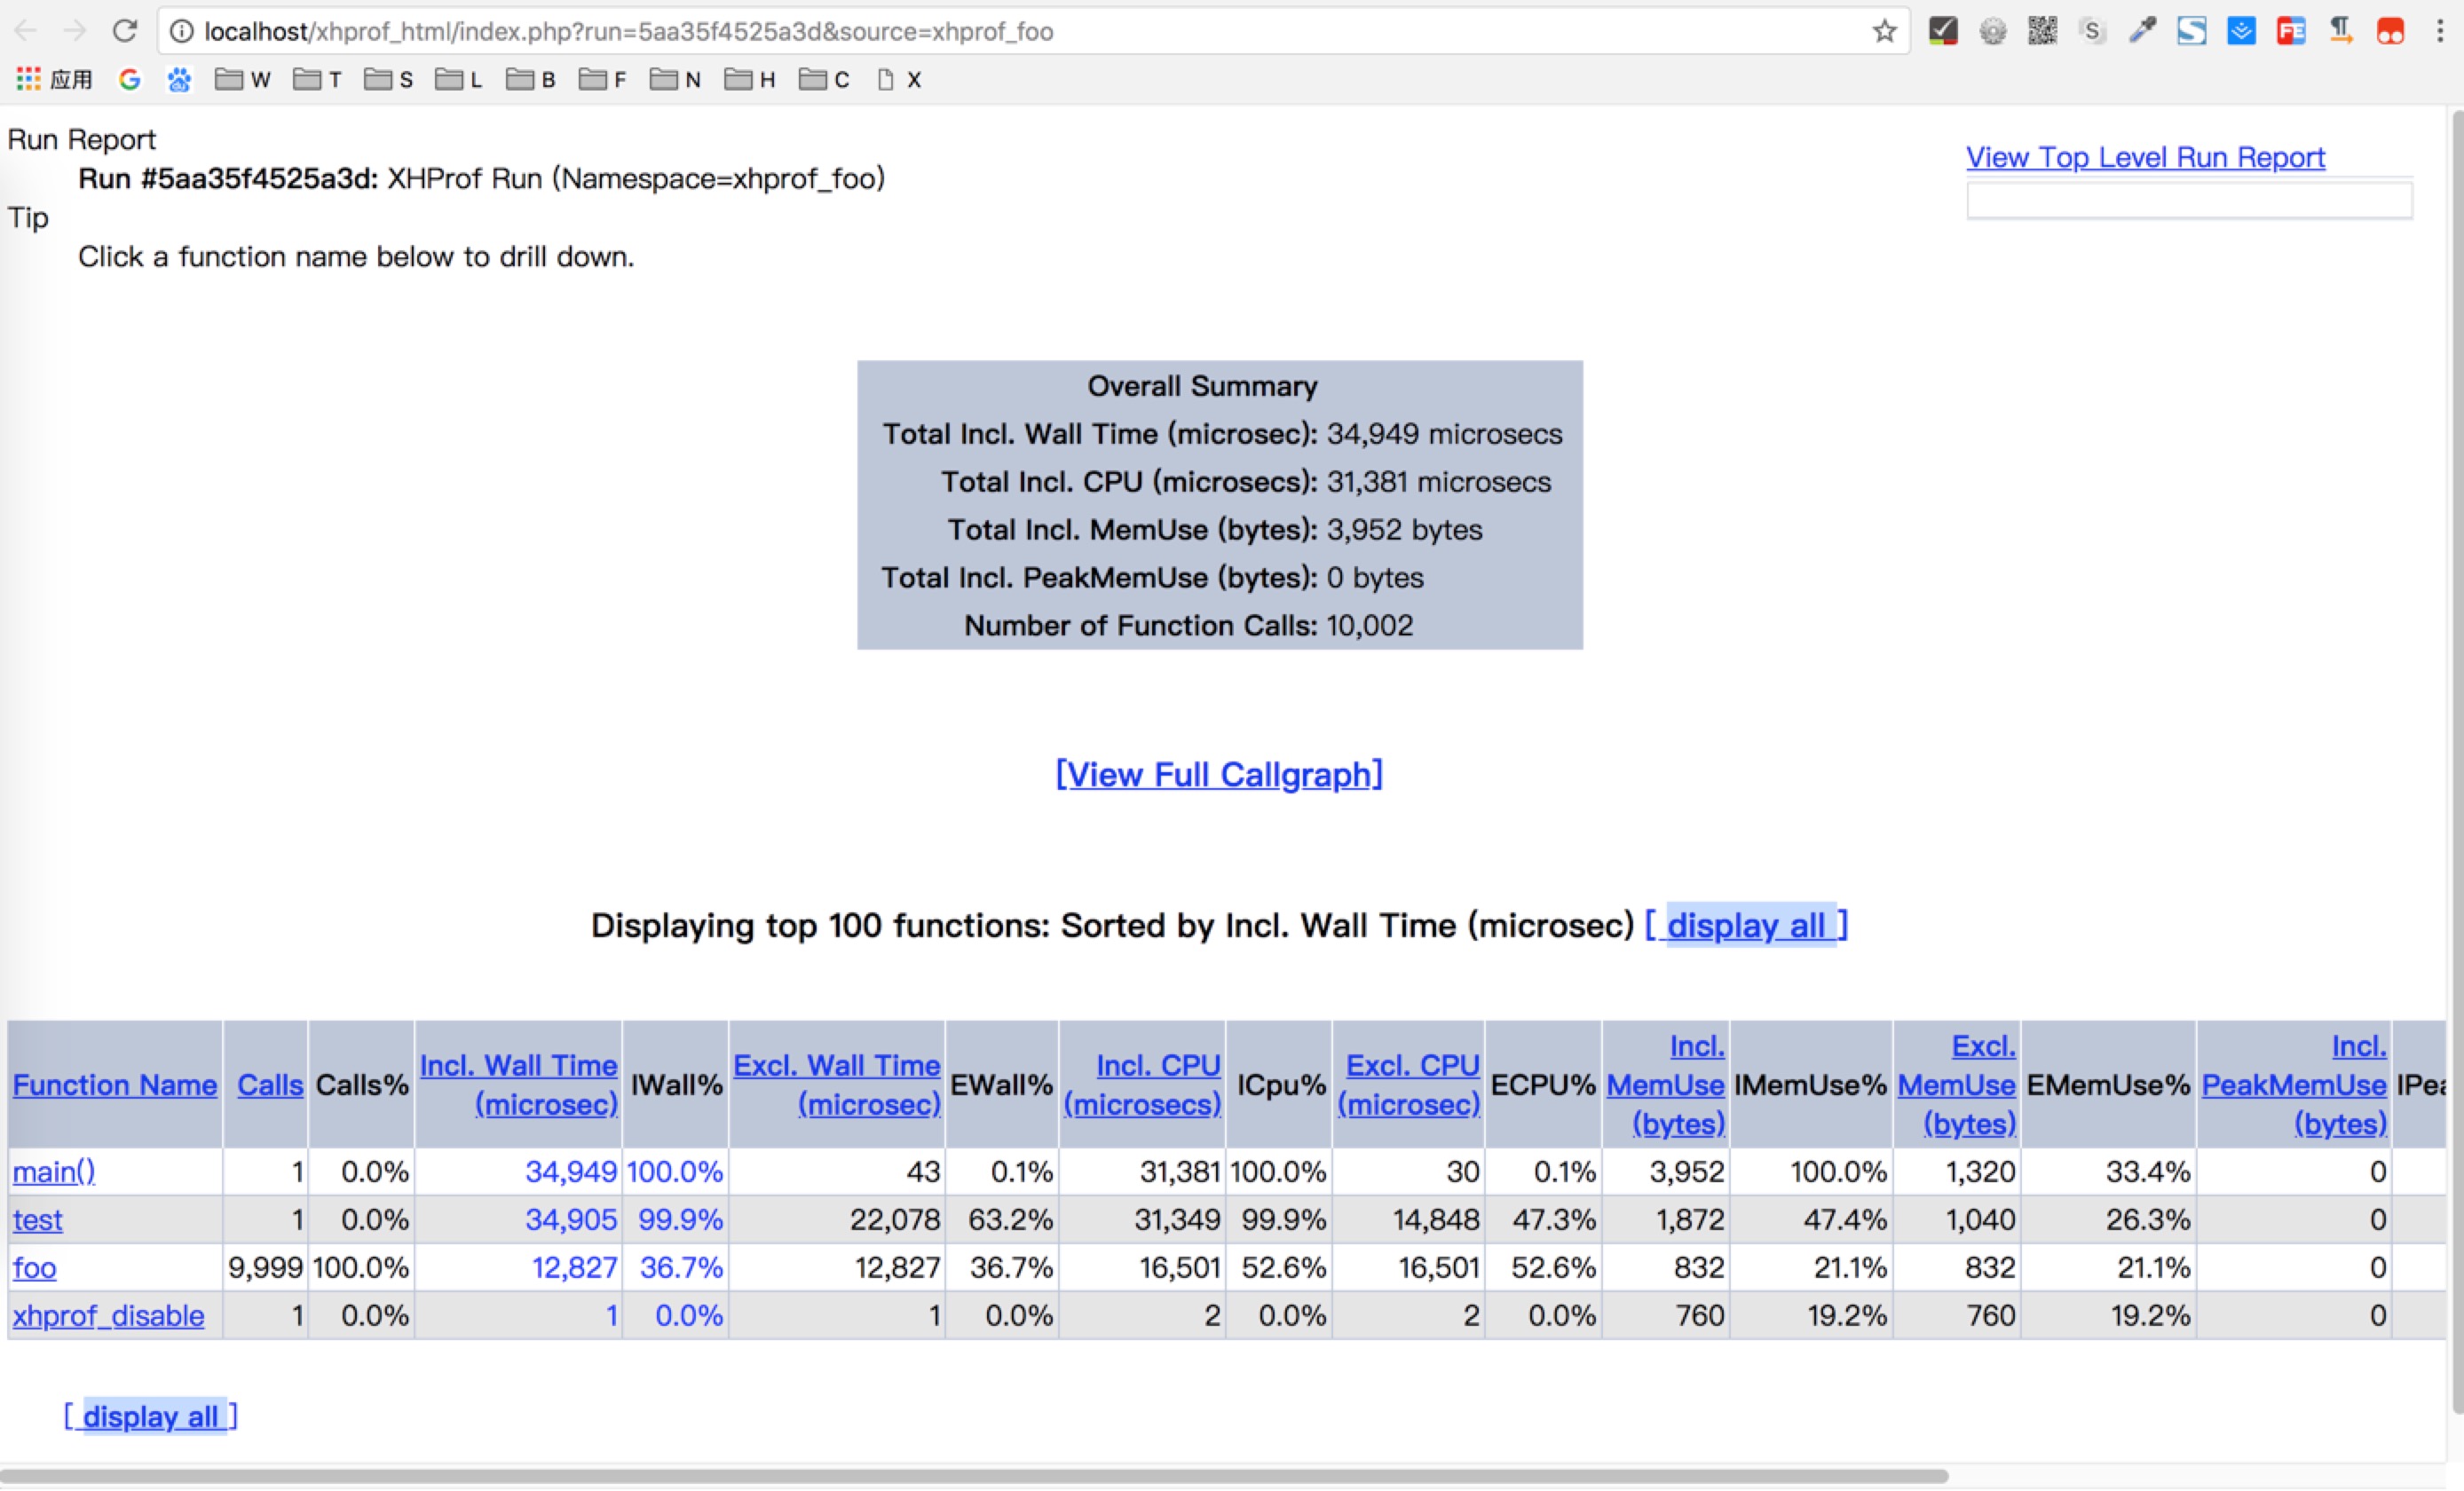 localhost/xhprof_html/index.php?run=5aa35f4525a3d&source=xhprof_foo
应用 W T S L B F N H C X
Run Report
Run #5aa35f4525a3d: XHProf Run (Namespace=xhprof_foo)
Tip
Click a function name below to drill down.
View Top Level Run Report
Overall Summary
Total Incl. Wall Time (microsec): 34,949 microsecs
Total Incl. CPU (microsecs): 31,381 microsecs
Total Incl. MemUse (bytes): 3,952 bytes
Total Incl. PeakMemUse (bytes): 0 bytes
Number of Function Calls: 10,002
[View Full Callgraph]
Displaying top 100 functions: Sorted by Incl. Wall Time (microsec) [ display all ]
Function Name Calls Calls% Incl. Wall Time (microsec) IWall% Excl. Wall Time (microsec) EWall% Incl. CPU (microsecs) ICpu% Excl. CPU (microsec) ECPU% Incl. MemUse (bytes) IMemUse% Excl. MemUse (bytes) EMemUse% Incl. PeakMemUse (bytes) IPea
main() 1 0.0% 34,949 100.0% 43 0.1% 31,381 100.0% 30 0.1% 3,952 100.0% 1,320 33.4% 0
test 1 0.0% 34,905 99.9% 22,078 63.2% 31,349 99.9% 14,848 47.3% 1,872 47.4% 1,040 26.3% 0
foo 9,999 100.0% 12,827 36.7% 12,827 36.7% 16,501 52.6% 16,501 52.6% 832 21.1% 832 21.1% 0
xhprof_disable 1 0.0% 1 0.0% 1 0.0% 2 0.0% 2 0.0% 760 19.2% 760 19.2% 0
[ display all ]